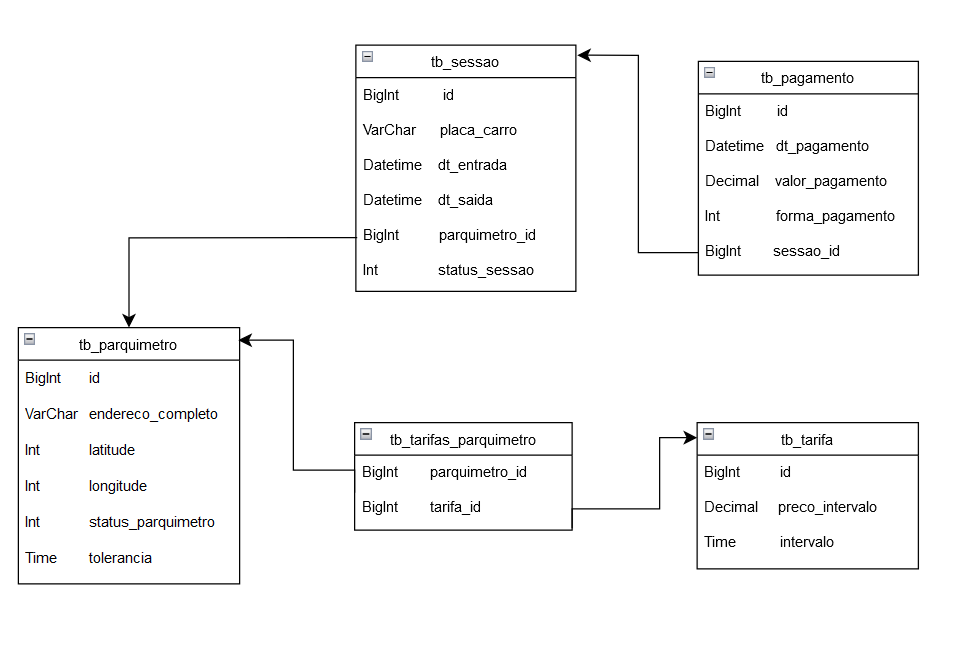 tb_sessao
BigInt id
VarChar placa_carro
Datetime dt_entrada
Datetime dt_saida
BigInt parquimetro_id
Int status_sessao
tb_pagamento
BigInt id
Datetime dt_pagamento
Decimal valor_pagamento
Int forma_pagamento
BigInt sessao_id
tb_parquimetro
BigInt id
VarChar endereco_completo
Int latitude
Int longitude
Int status_parquimetro
Time tolerancia
tb_tarifas_parquimetro
BigInt parquimetro_id
BigInt tarifa_id
tb_tarifa
BigInt id
Decimal preco_intervalo
Time intervalo